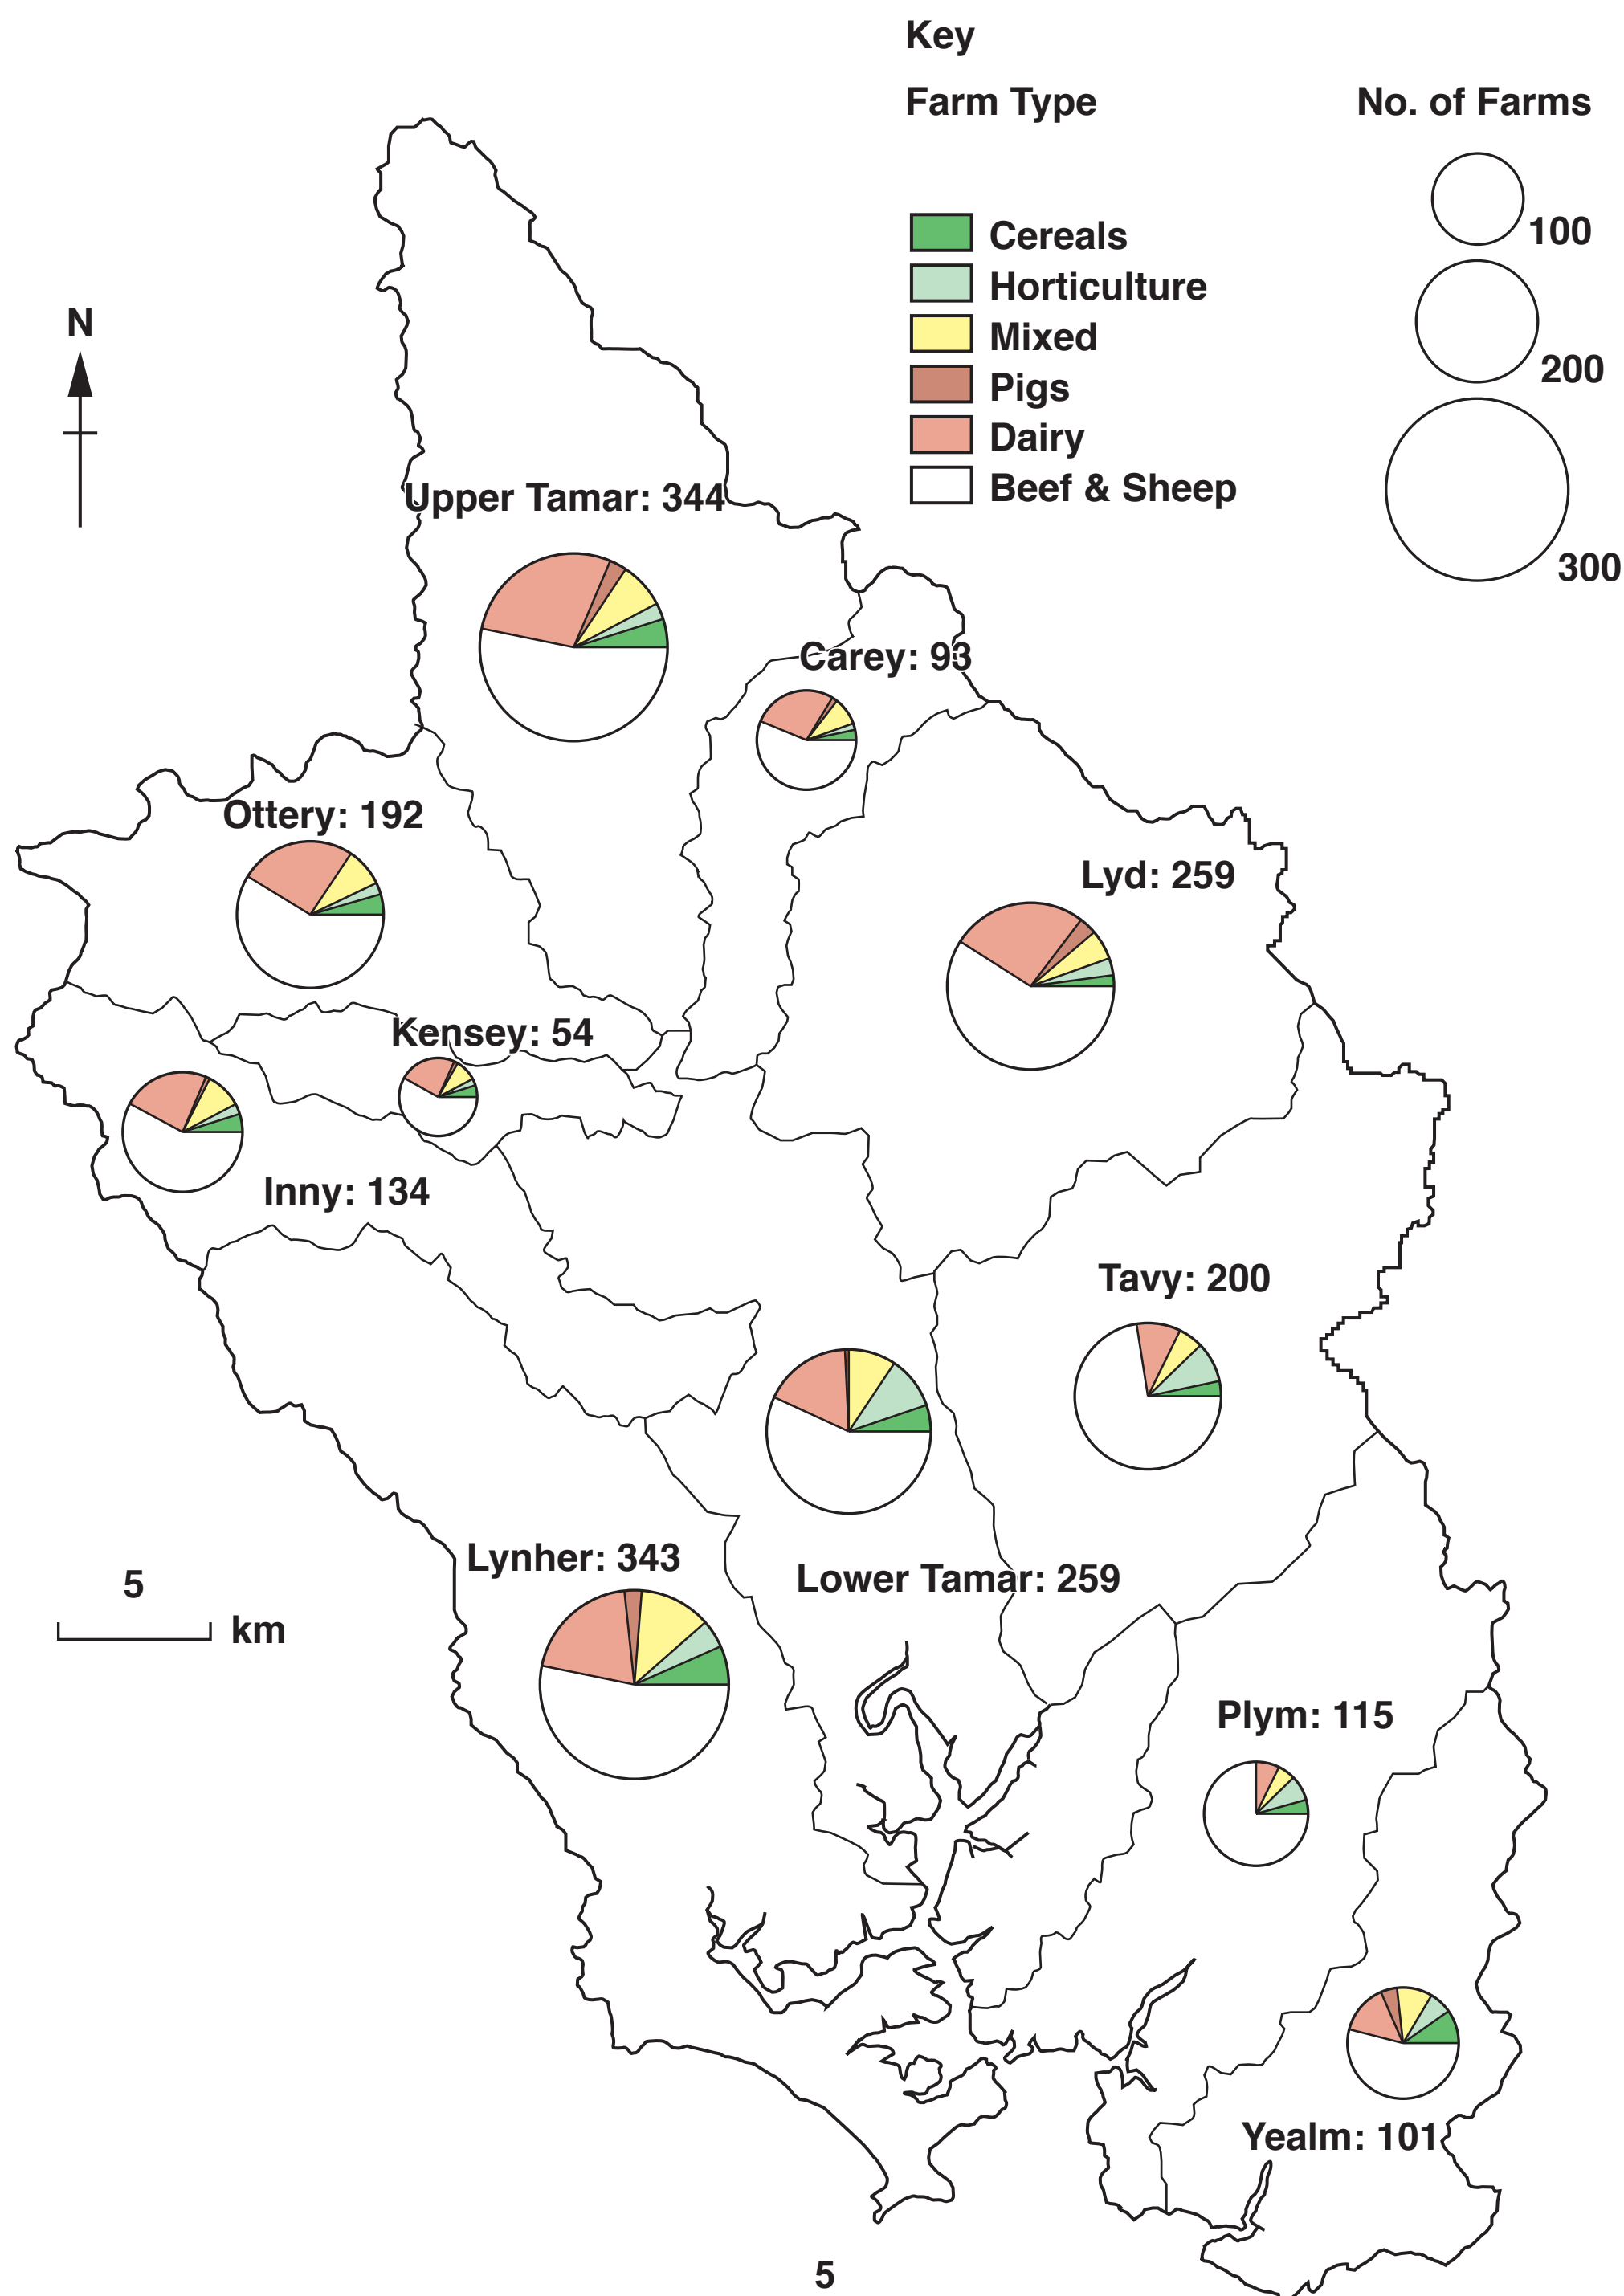 Key
Farm Type
No. of Farms
Cereals
Horticulture
Mixed
Pigs
Dairy
Beef & Sheep
100
200
300
N
Upper Tamar: 344
Carey: 93
Ottery: 192
Lyd: 259
Kensey: 54
Inny: 134
Tavy: 200
Lynher: 343
Lower Tamar: 259
5
km
Plym: 115
Yealm: 101
5